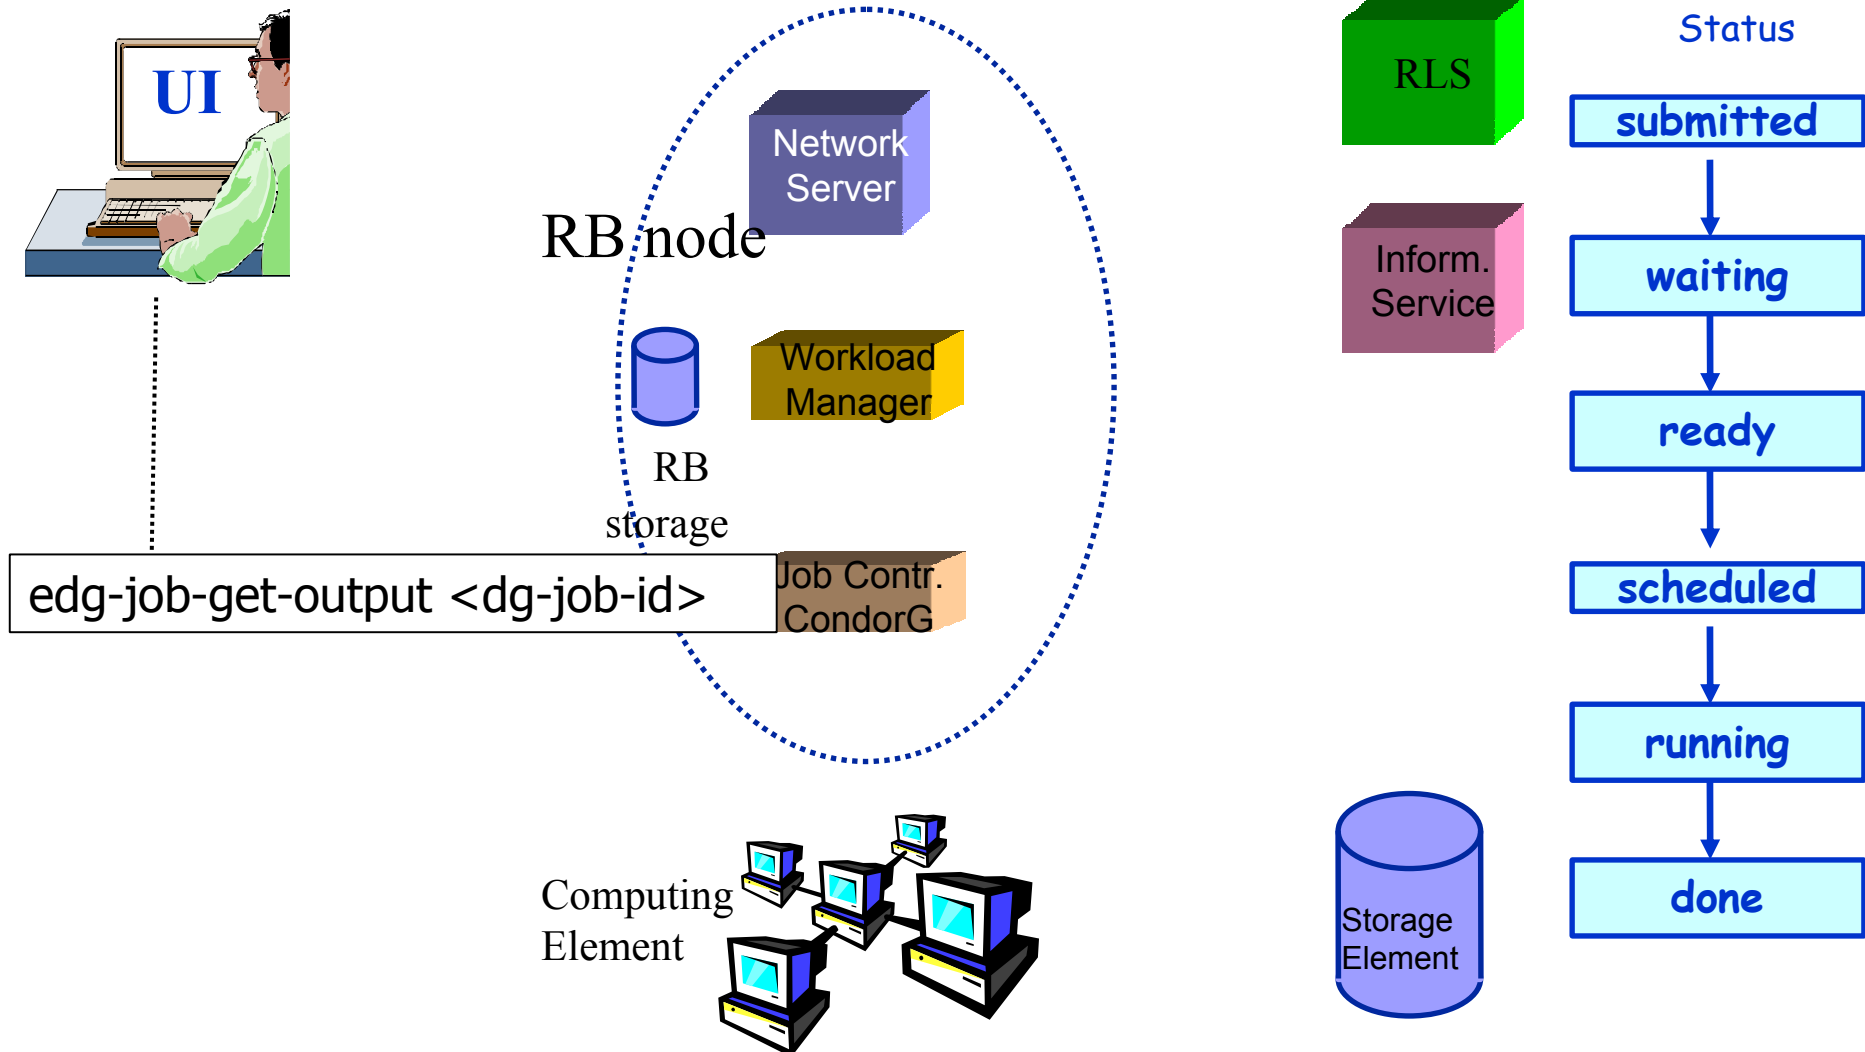 UI
Network
Server
RB node
Workload
Manager
RB
storage
edg-job-get-output <dg-job-id>
Job Contr.
CondorG
Computing
Element
RLS
Inform.
Service
Storage
Element
Status
submitted
waiting
ready
scheduled
running
done